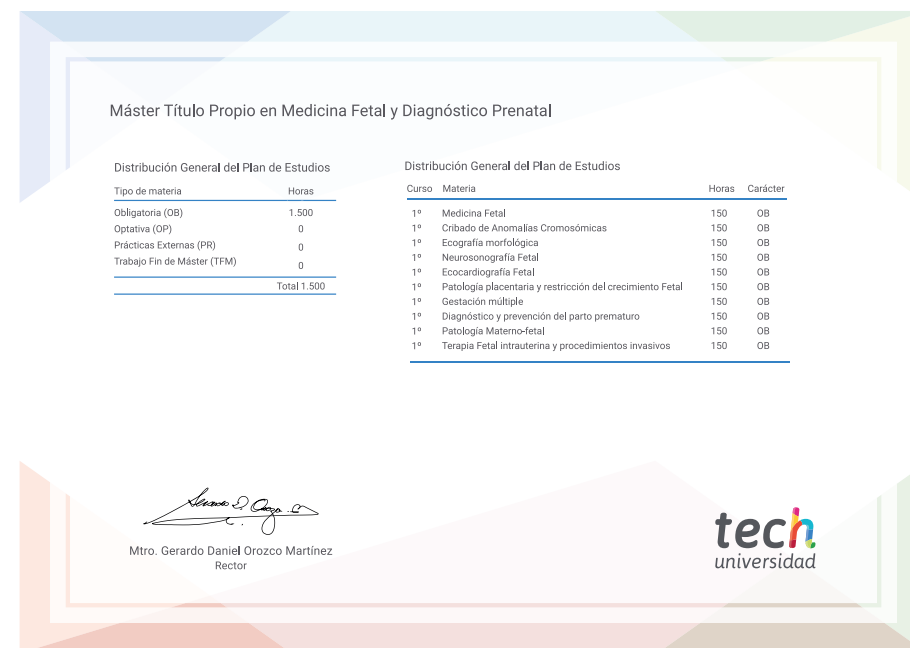 Máster Título Propio en Medicina Fetal y Diagnóstico Prenatal
Distribución General del Plan de Estudios
Tipo de materia Horas
Obligatoria (OB) 1.500
Optativa (OP) 0
Prácticas Externas (PR) 0
Trabajo Fin de Máster (TFM) 0
Total 1.500
Distribución General del Plan de Estudios
Curso Materia Horas Carácter
1º Medicina Fetal 150 OB
1º Cribado de Anomalías Cromosómicas 150 OB
1º Ecografía morfológica 150 OB
1º Neurosonografía Fetal 150 OB
1º Ecocardiografía Fetal 150 OB
1º Patología placentaria y restricción del crecimiento Fetal 150 OB
1º Gestación múltiple 150 OB
1º Diagnóstico y prevención del parto prematuro 150 OB
1º Patología Materno-fetal 150 OB
1º Terapia Fetal intrauterina y procedimientos invasivos 150 OB
Mtro. Gerardo Daniel Orozco Martínez
Rector
tech
universidad